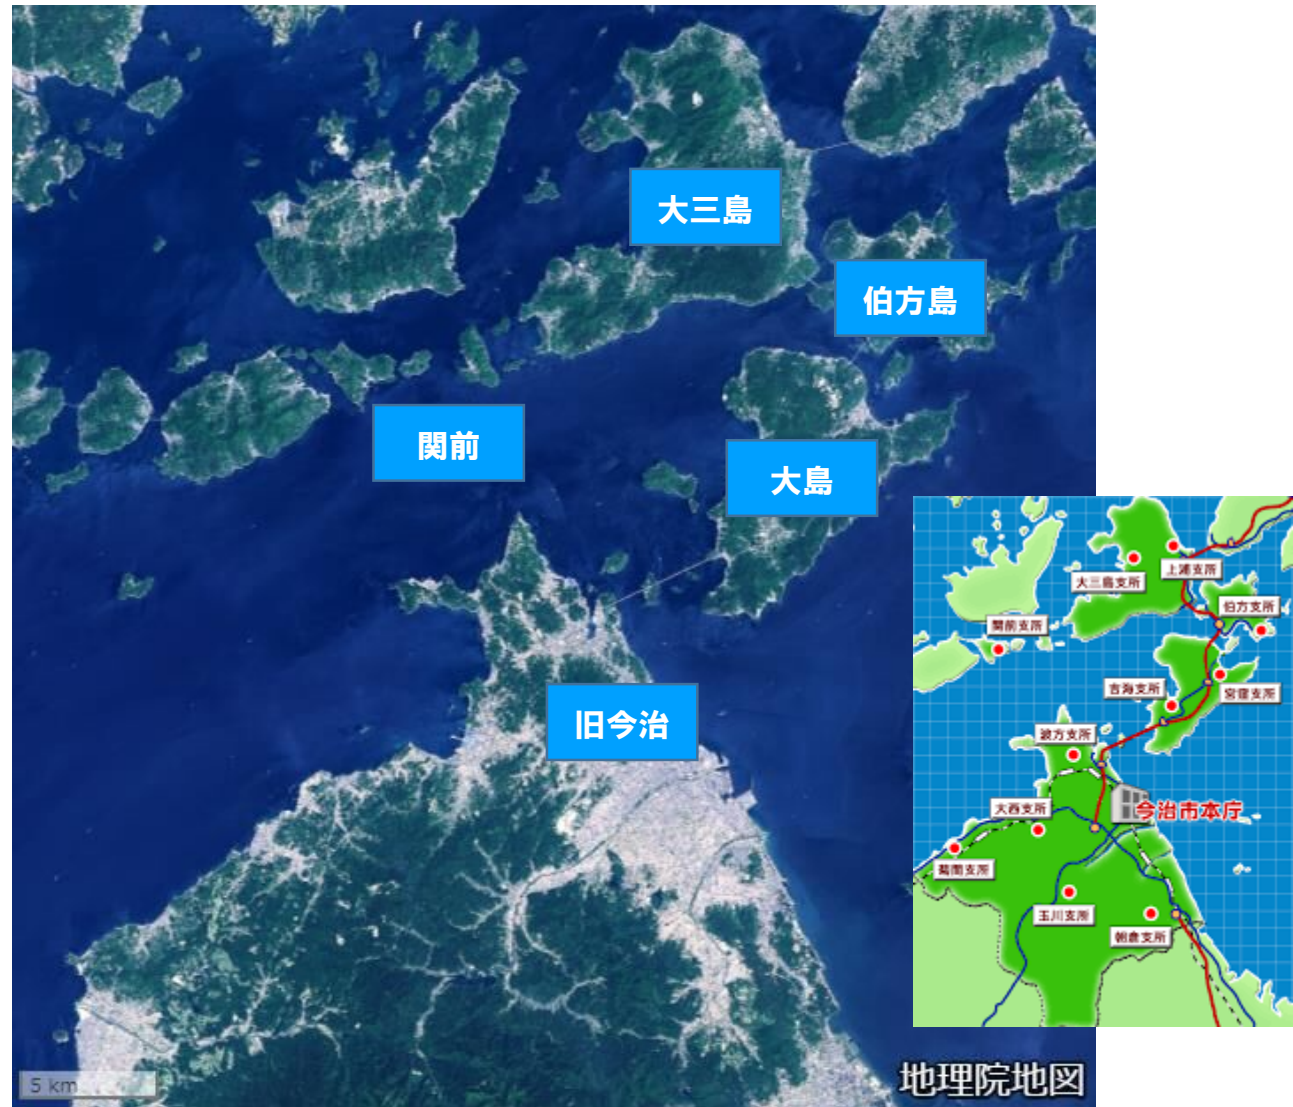 大三島
伯方島
関前
大島
旧今治
5 km
地理院地図
上浦支所
大三島支所
伯方支所
関前支所
吉海支所
宮窪支所
波方支所
大西支所
今治市本庁
菊間支所
玉川支所
朝倉支所